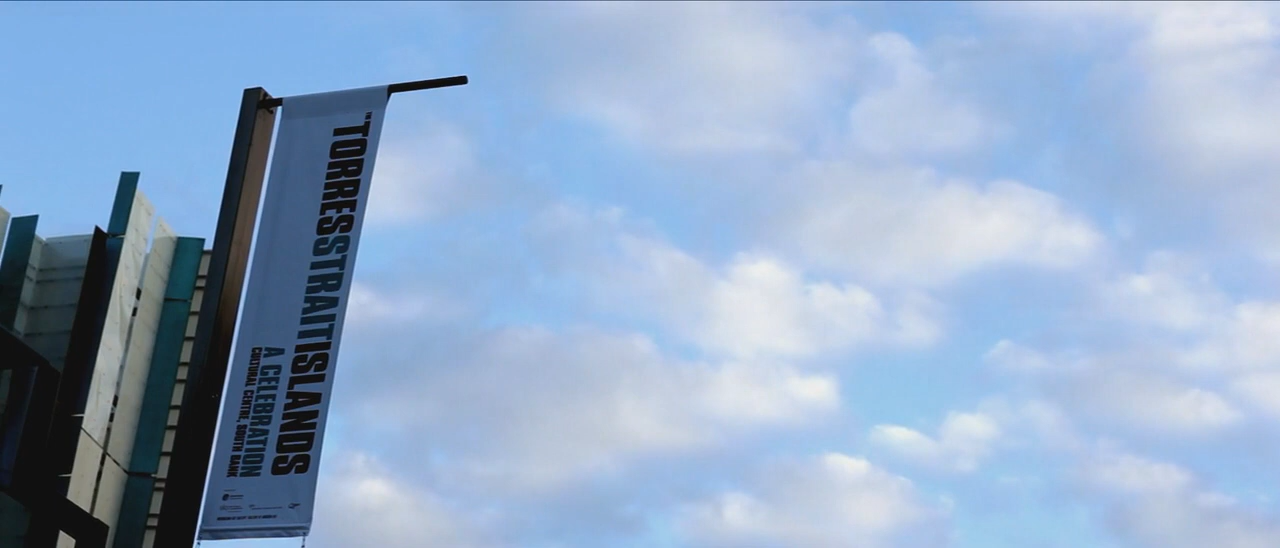 "TORRESSTRAITISLANDS
A CELEBRATION
CULTURAL CENTRE, SOUTH BANK